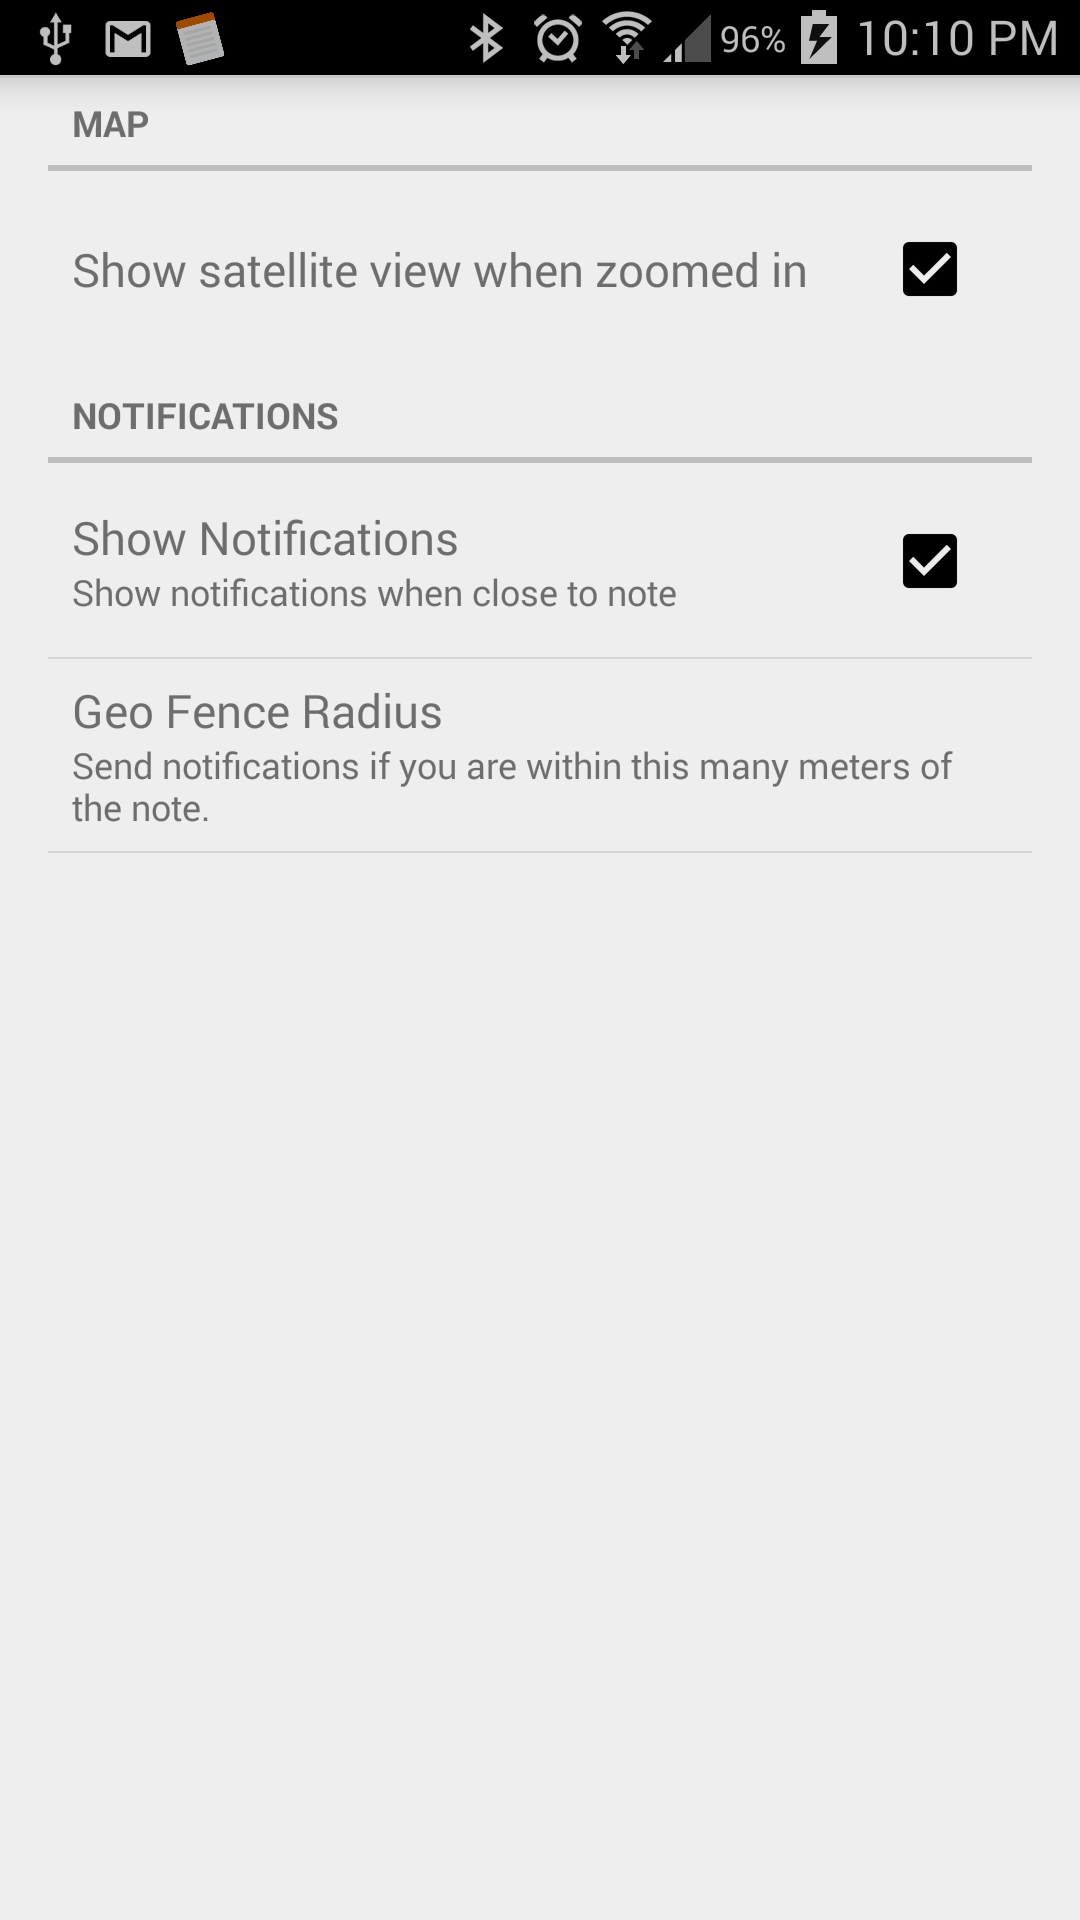 96% 10:10 PM
MAP
Show satellite view when zoomed in
NOTIFICATIONS
Show Notifications
Show notifications when close to note
Geo Fence Radius
Send notifications if you are within this many meters of
the note.